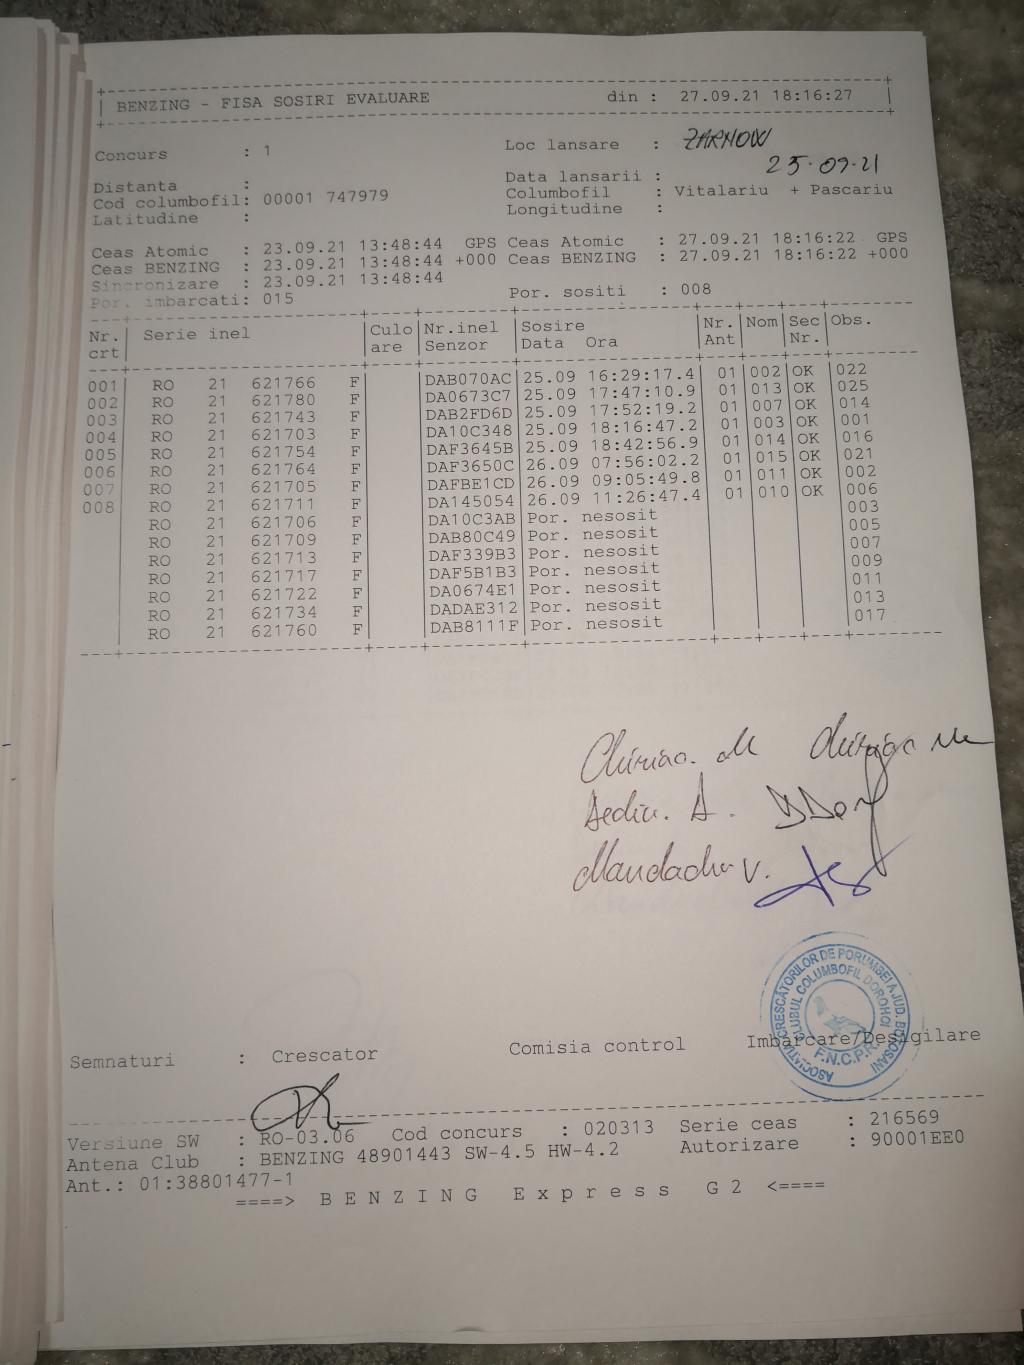 BENZING - FISA SOSIRI EVALUARE din : 27.09.21 18:16:27
Concurs : 1 Loc lansare : ZARNOW
Distanta : Data lansarii : 25.09.21
Cod columbofil: 00001 747979 Columbofil : Vitalariu + Pascariu
Latitudine : Longitudine :
Ceas Atomic : 23.09.21 13:48:44 GPS Ceas Atomic : 27.09.21 18:16:22 GPS
Ceas BENZING : 23.09.21 13:48:44 +000 Ceas BENZING : 27.09.21 18:16:22 +000
Sincronizare : 23.09.21 13:48:44
Por. imbarcati: 015 Por. sositi : 008
Nr. crt Serie inel Culo are Nr.inel Senzor Sosire Data Ora Nr. Ant Nom Sec Nr. Obs.
001 RO 21 621766 F DAB070AC 25.09 16:29:17.4 01 002 OK 022
002 RO 21 621780 F DA0673C7 25.09 17:47:10.9 01 013 OK 025
003 RO 21 621743 F DAB2FD6D 25.09 17:52:19.2 01 007 OK 014
004 RO 21 621703 F DA10C348 25.09 18:16:47.2 01 003 OK 001
005 RO 21 621754 F DAF3645B 25.09 18:42:56.9 01 014 OK 016
006 RO 21 621764 F DAF3650C 26.09 07:56:02.2 01 015 OK 021
007 RO 21 621705 F DAFBE1CD 26.09 09:05:49.8 01 011 OK 002
008 RO 21 621711 F DA145054 26.09 11:26:47.4 01 010 OK 006
RO 21 621706 F DA10C3AB Por. nesosit 003
RO 21 621709 F DAB80C49 Por. nesosit 005
RO 21 621713 F DAF339B3 Por. nesosit 007
RO 21 621717 F DAF5B1B3 Por. nesosit 009
RO 21 621722 F DA0674E1 Por. nesosit 011
RO 21 621734 F DADAE312 Por. nesosit 013
RO 21 621760 F DAB8111F Por. nesosit 017
ASOCIATIA CRESCĂTORILOR DE PORUMBEI A JUD. BOTOSANI
CLUBUL COLUMBOFIL DOROHOI
F.N.C.P.R.
Semnaturi : Crescator Comisia control Imbarcare/Desigilare
Versiune SW : RO-03.06 Cod concurs : 020313 Serie ceas : 216569
Antena Club : BENZING 48901443 SW-4.5 HW-4.2 Autorizare : 90001EE0
Ant.: 01:38801477-1
====> B E N Z I N G E x p r e s s G 2 <====